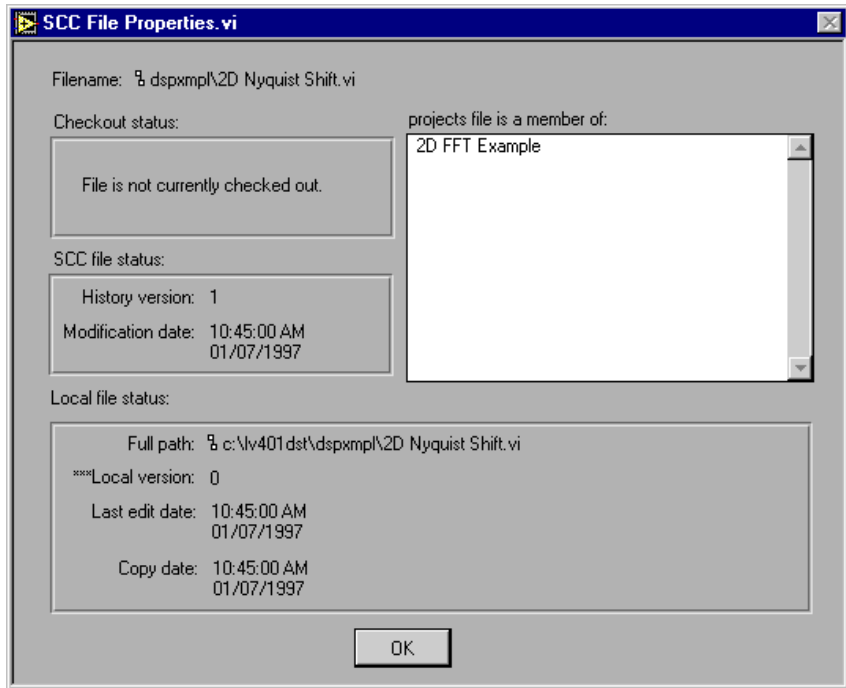 SCC File Properties.vi
Filename: dspxmpl\2D Nyquist Shift.vi
Checkout status:
File is not currently checked out.
projects file is a member of:
2D FFT Example
SCC file status:
History version: 1
Modification date: 10:45:00 AM
01/07/1997
Local file status:
Full path: c:\lv401dst\dspxmpl\2D Nyquist Shift.vi
***Local version: 0
Last edit date: 10:45:00 AM
01/07/1997
Copy date: 10:45:00 AM
01/07/1997
OK